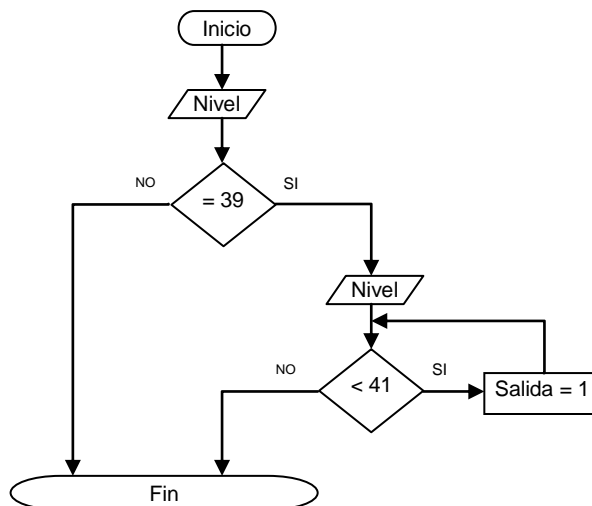 Inicio
Nivel
NO
SI
= 39
Nivel
NO
SI
< 41
Salida = 1
Fin